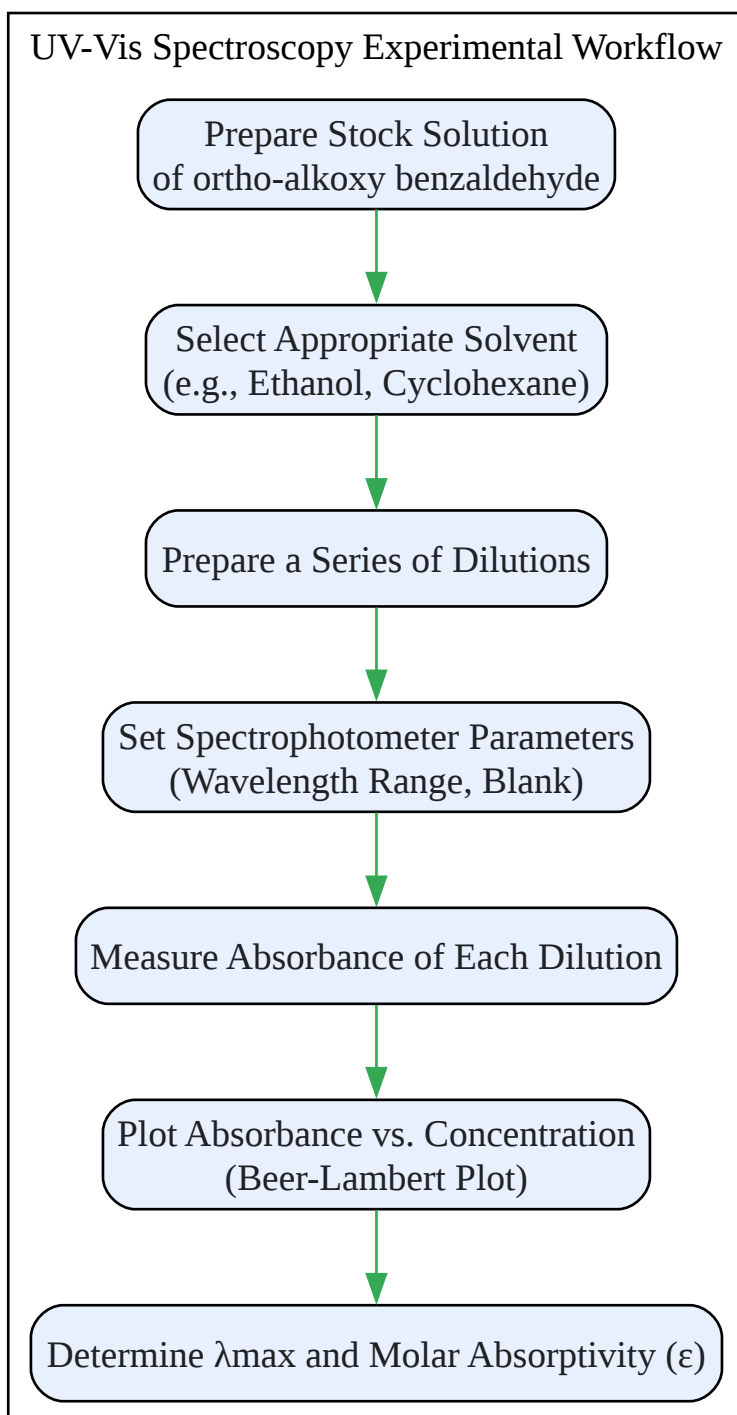 UV-Vis Spectroscopy Experimental Workflow
Prepare Stock Solution
of ortho-alkoxy benzaldehyde
Select Appropriate Solvent
(e.g., Ethanol, Cyclohexane)
Prepare a Series of Dilutions
Set Spectrophotometer Parameters
(Wavelength Range, Blank)
Measure Absorbance of Each Dilution
Plot Absorbance vs. Concentration
(Beer-Lambert Plot)
Determine λmax and Molar Absorptivity (ε)